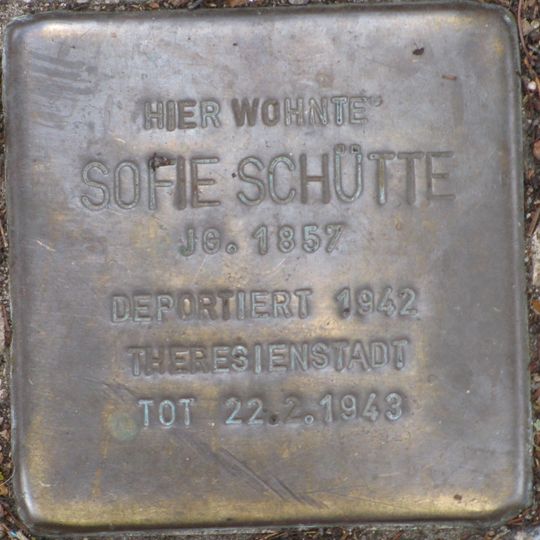 HIER WOHNTE
SOFIE SCHÜTTE
JG. 1857
DEPORTIERT 1942
THERESIENSTADT
TOT 22.2.1943